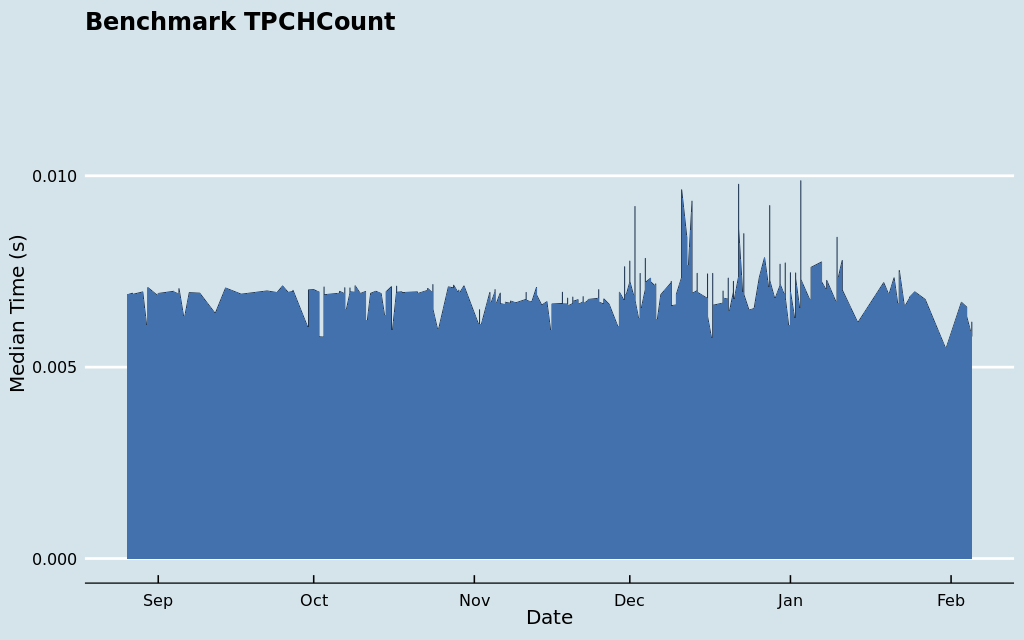 Benchmark TPCHCount
0.010
0.005
0.000
Median Time (s)
Sep Oct Nov Dec Jan Feb
Date